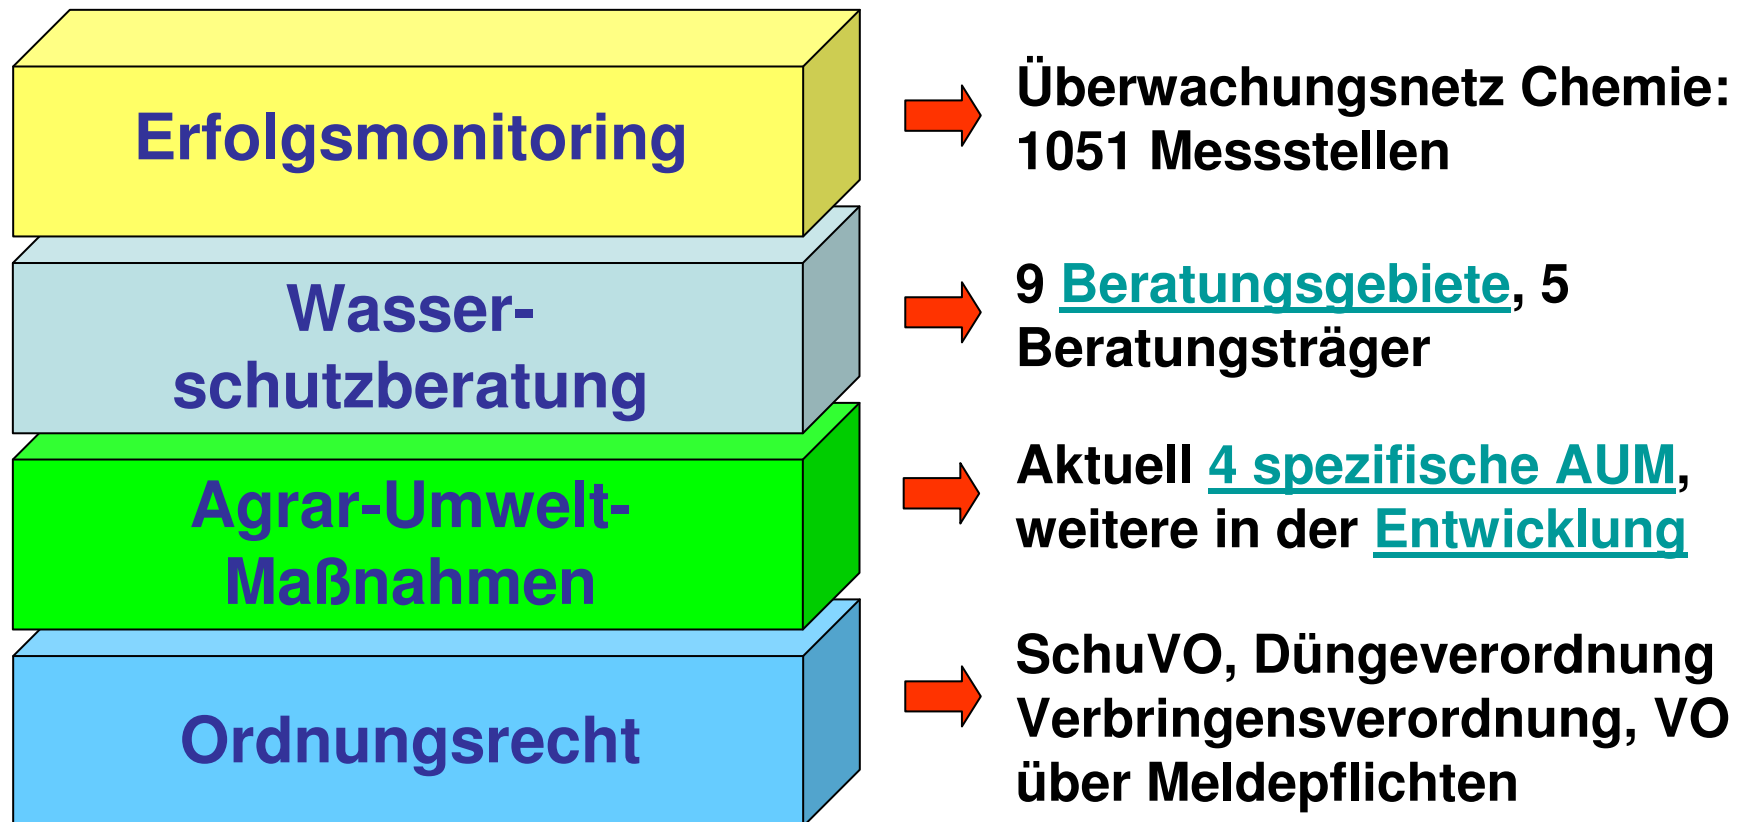 Erfolgsmonitoring
Überwachungsnetz Chemie:
1051 Messstellen
Wasser-
schutzberatung
9 Beratungsgebiete, 5
Beratungsträger
Agrar-Umwelt-
Maßnahmen
Aktuell 4 spezifische AUM,
weitere in der Entwicklung
Ordnungsrecht
SchuVO, Düngeverordnung
Verbringensverordnung, VO
über Meldepflichten